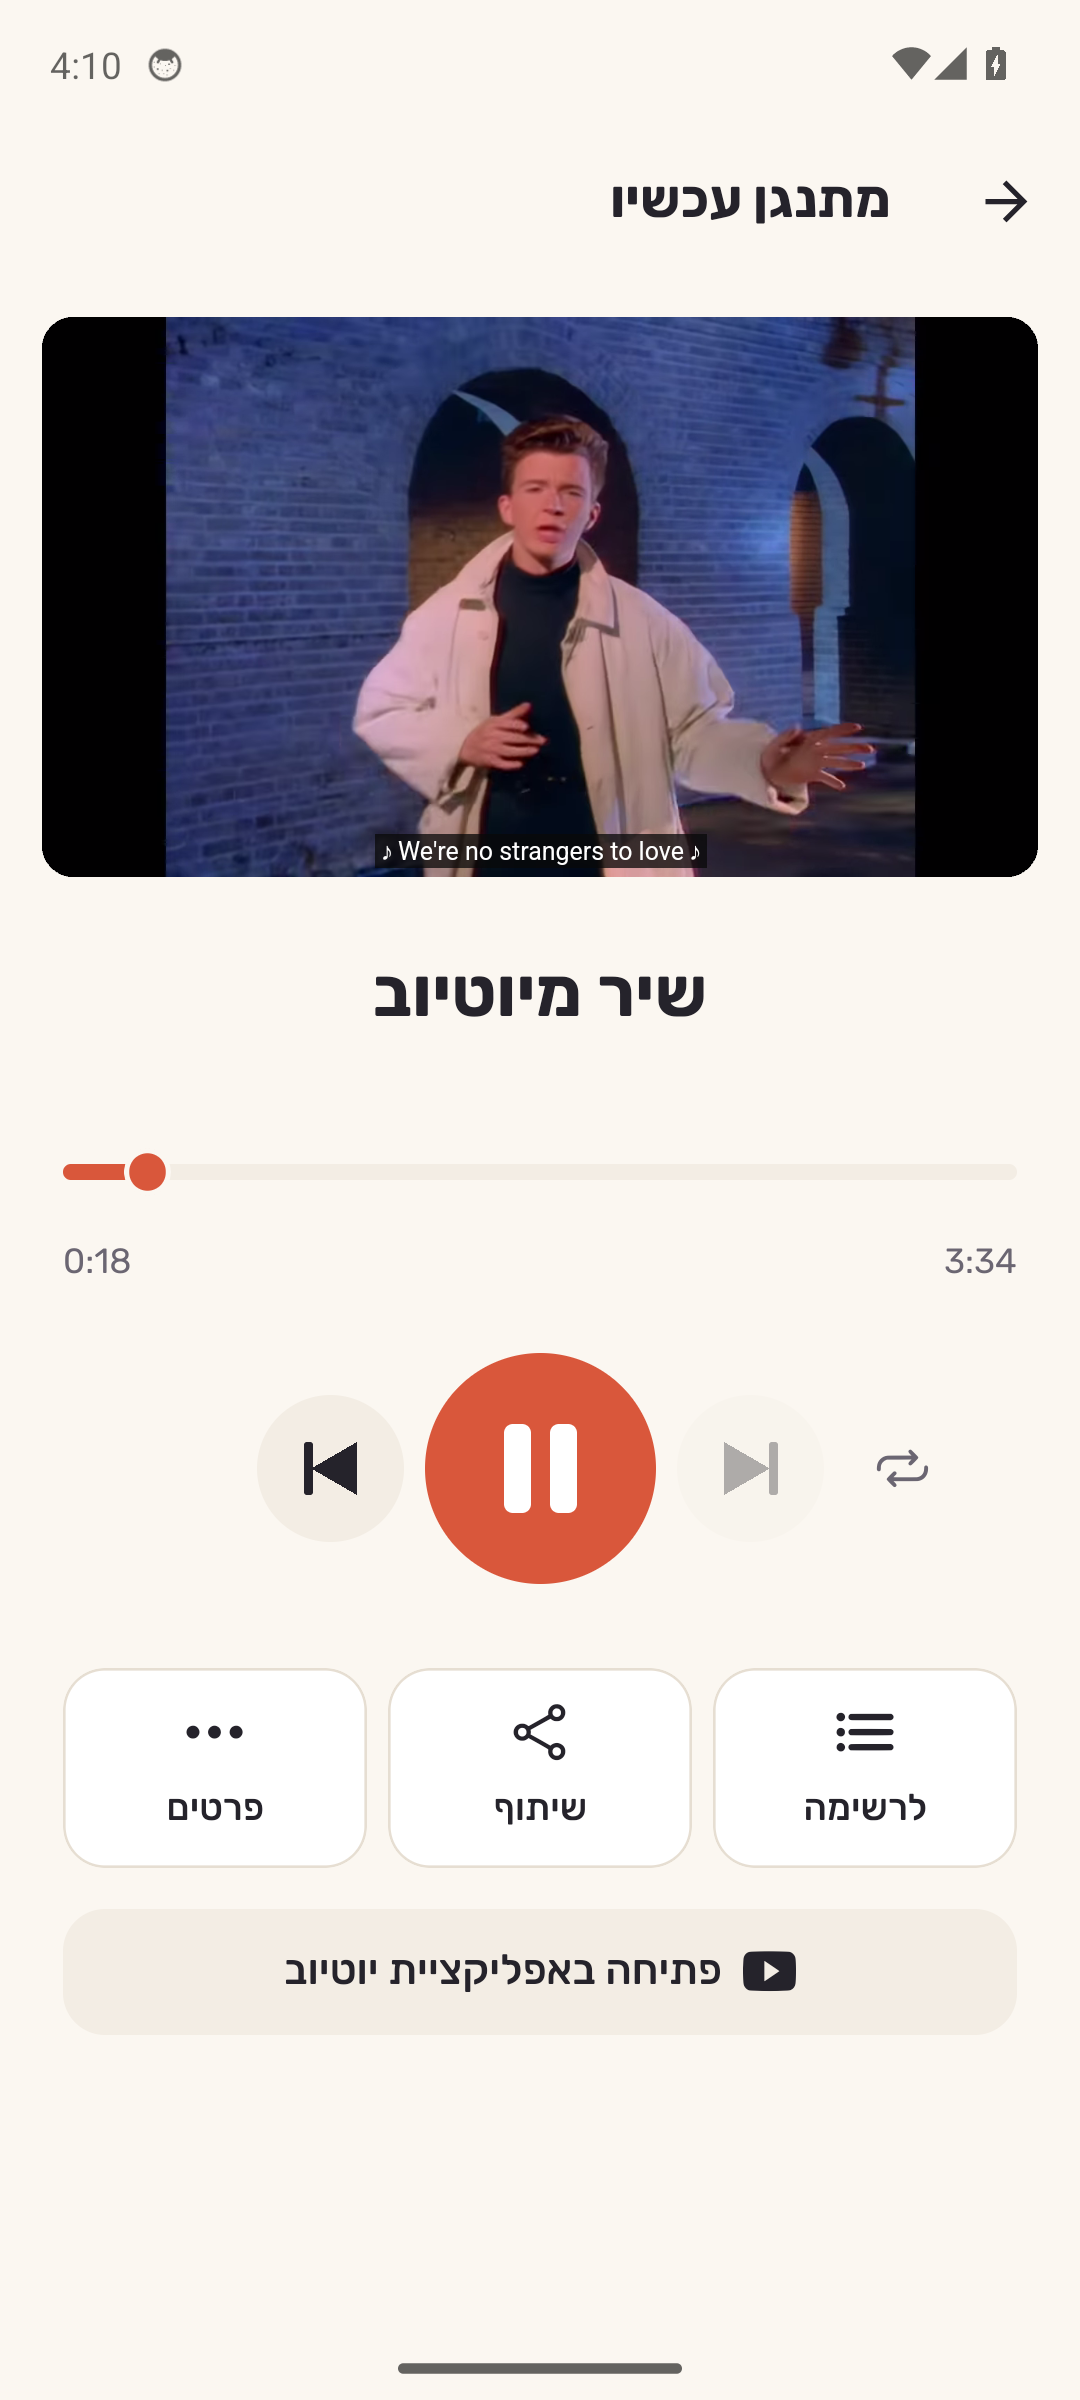 4:10
מתנגן עכשיו
♪ We're no strangers to love ♪
שיר מיוטיוב
0:18
3:34
לרשימה
שיתוף
פרטים
פתיחה באפליקציית יוטיוב